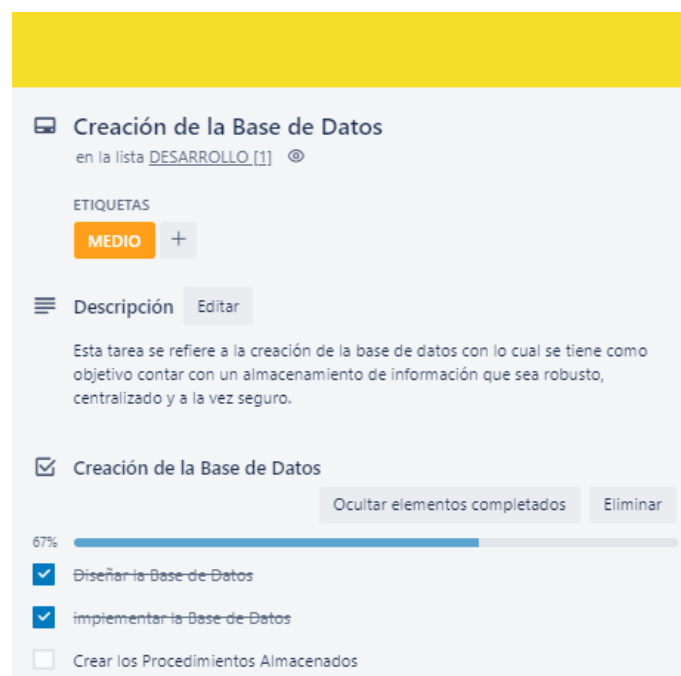 Creación de la Base de Datos
en la lista DESARROLLO [1]
ETIQUETAS
MEDIO +
Descripción Editar
Esta tarea se refiere a la creación de la base de datos con lo cual se tiene como
objetivo contar con un almacenamiento de información que sea robusto,
centralizado y a la vez seguro.
Creación de la Base de Datos
Ocultar elementos completados Eliminar
67%
Diseñar la Base de Datos
implementar la Base de Datos
Crear los Procedimientos Almacenados